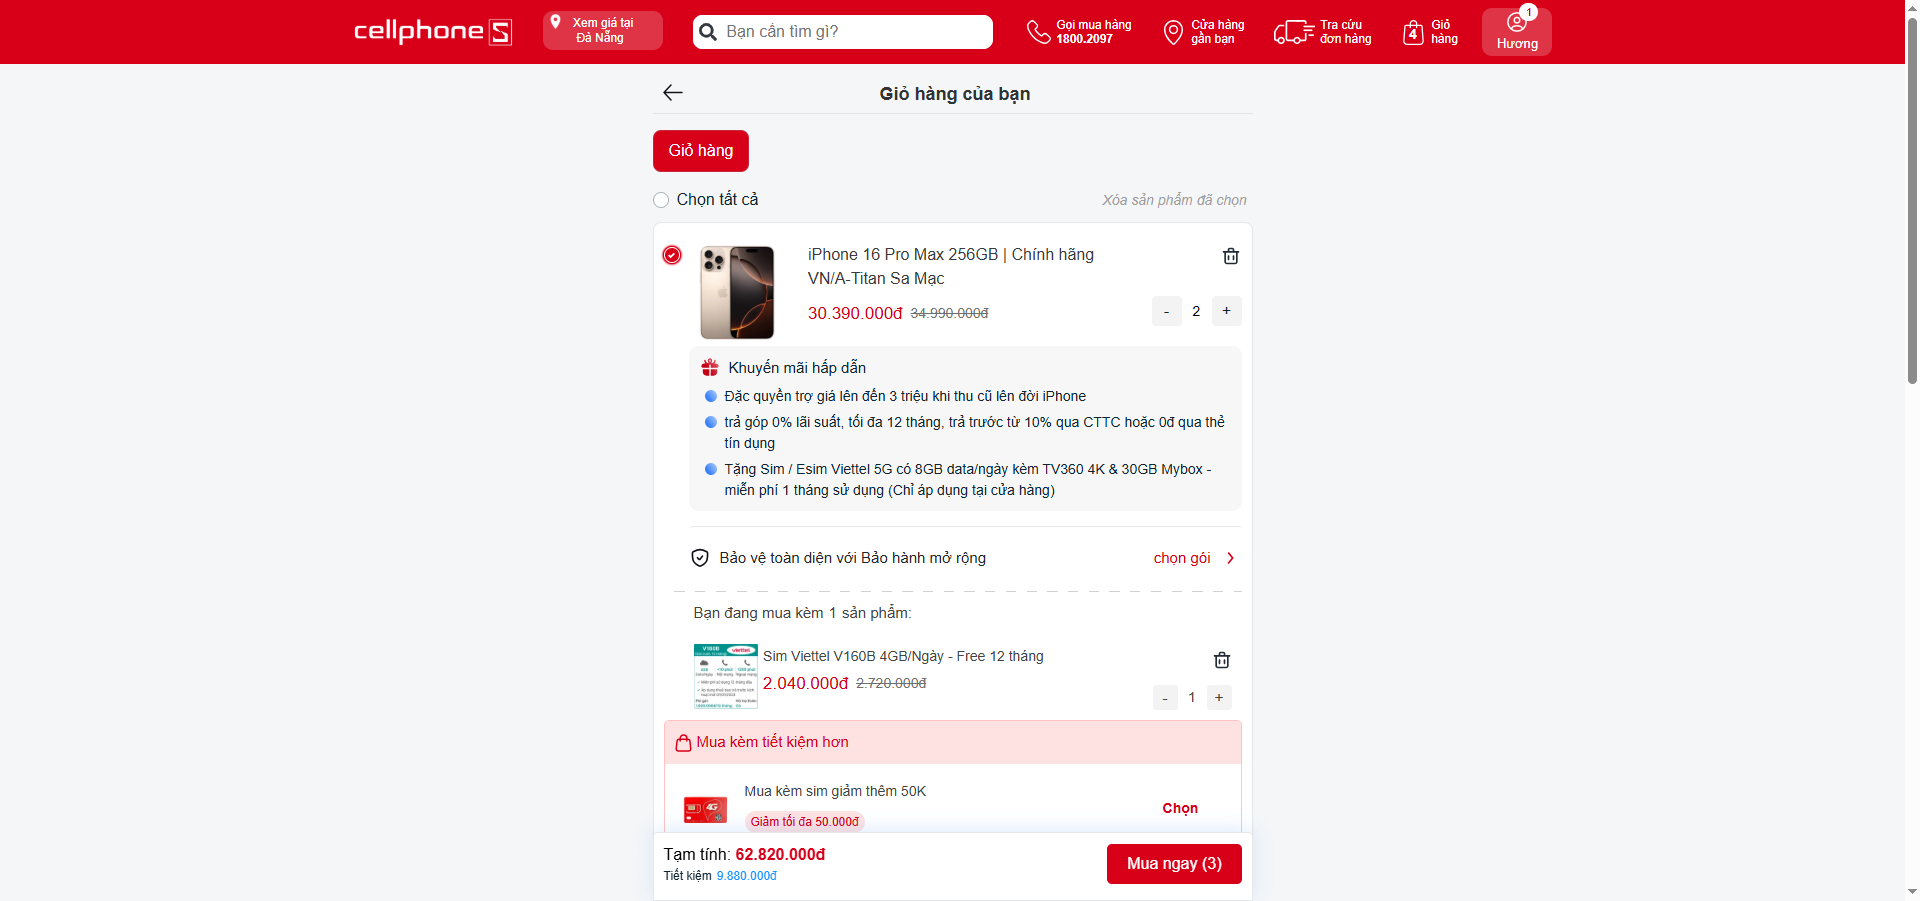 cellphoneS
Xem giá tại
Đà Nẵng
Bạn cần tìm gì?
Gọi mua hàng
1800.2097
Cửa hàng
gần bạn
Tra cứu
đơn hàng
4
Giỏ
hàng
1
Hương
Giỏ hàng của bạn
Giỏ hàng
Chọn tất cả
Xóa sản phẩm đã chọn
iPhone 16 Pro Max 256GB | Chính hãng
VN/A-Titan Sa Mạc
30.390.000đ 34.990.000đ
- 2 +
Khuyến mãi hấp dẫn
Đặc quyền trợ giá lên đến 3 triệu khi thu cũ lên đời iPhone
trả góp 0% lãi suất, tối đa 12 tháng, trả trước từ 10% qua CTTC hoặc 0đ qua thẻ
tín dụng
Tặng Sim / Esim Viettel 5G có 8GB data/ngày kèm TV360 4K & 30GB Mybox -
miễn phí 1 tháng sử dụng (Chỉ áp dụng tại cửa hàng)
Bảo vệ toàn diện với Bảo hành mở rộng
chọn gói
Bạn đang mua kèm 1 sản phẩm:
V160B
viettel
Sim Viettel V160B 4GB/Ngày - Free 12 tháng
2.040.000đ 2.720.000đ
- 1 +
Mua kèm tiết kiệm hơn
4G
Mua kèm sim giảm thêm 50K
Giảm tối đa 50.000đ
Chọn
Tạm tính: 62.820.000đ
Tiết kiệm 9.880.000đ
Mua ngay (3)